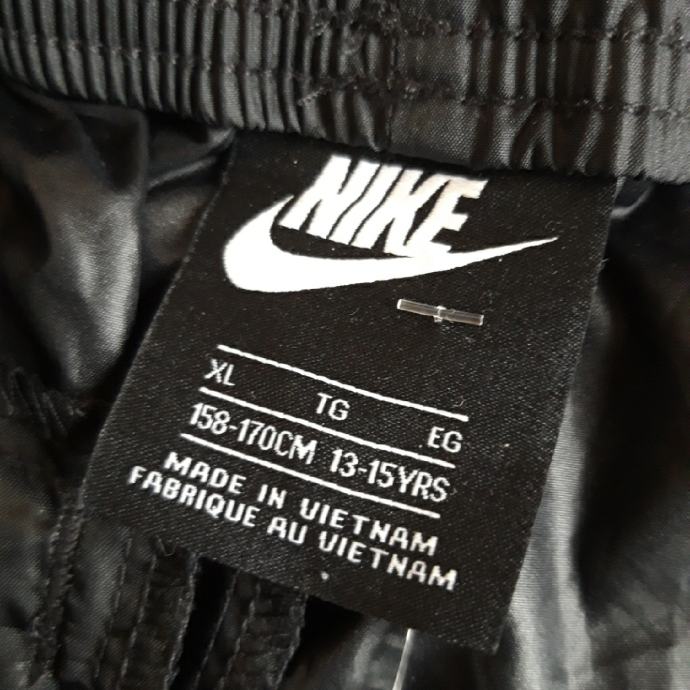 NIKE
XL TG EG
158-170CM 13-15YRS
MADE IN VIETNAM
FABRIQUE AU VIETNAM